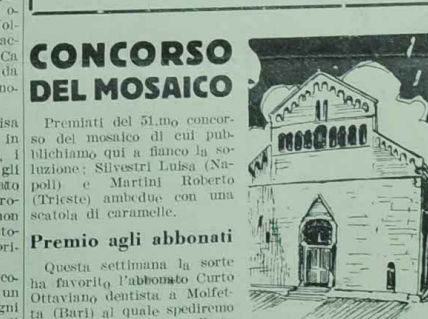 CONCORSO
DEL MOSAICO
Premiati del 51.mo concor-
so del mosaico di cui pub-
blichiamo qui a fianco la so-
luzione: Silvestri Luisa (Na-
poli) e Martini Roberto
(Trieste) ambedue con una
scatola di caramelle.
Premio agli abbonati
Questa settimana la sorte
ha favorito l'abbonato Curto
Ottaviano dentista a Molfet-
ta (Bari) al quale spediremo